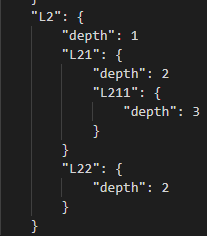 "L2": {
"depth": 1
"L21": {
"depth": 2
"L211": {
"depth": 3
}
}
"L22": {
"depth": 2
}
}